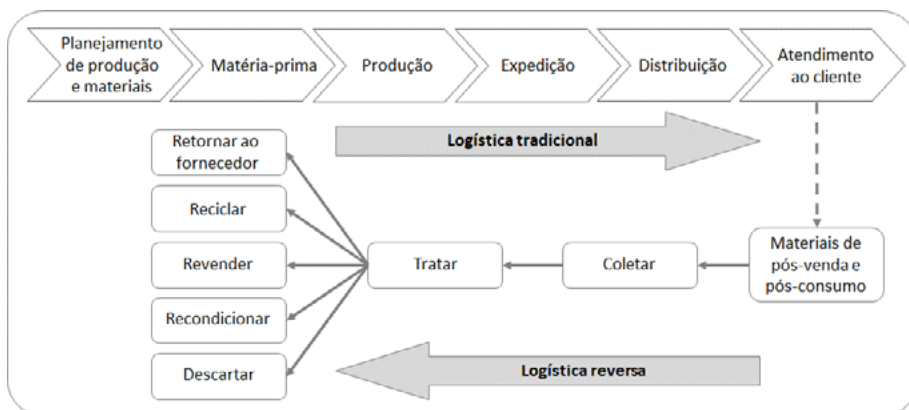 Planejamento
de produção
e materiais
Matéria-prima
Produção
Expedição
Distribuição
Atendimento
ao cliente
Logística tradicional
Retornar ao
fornecedor
Reciclar
Revender
Recondicionar
Descartar
Tratar
Coletar
Materiais de
pós-venda e
pós-consumo
Logística reversa